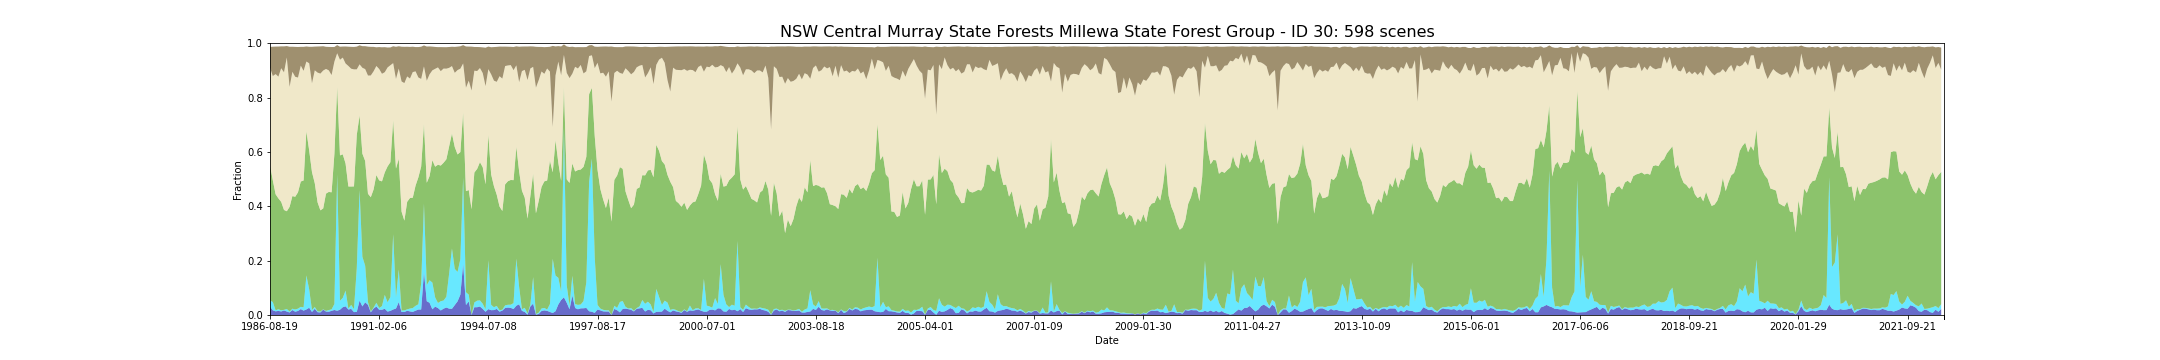 NSW Central Murray State Forests Millewa State Forest Group - ID 30: 598 scenes
1.0
0.8
0.6
0.4
0.2
0.0
Fraction
1986-08-19 1991-02-06 1994-07-08 1997-08-17 2000-07-01 2003-08-18 2005-04-01 2007-01-09 2009-01-30 2011-04-27 2013-10-09 2015-06-01 2017-06-06 2018-09-21 2020-01-29 2021-09-21
Date